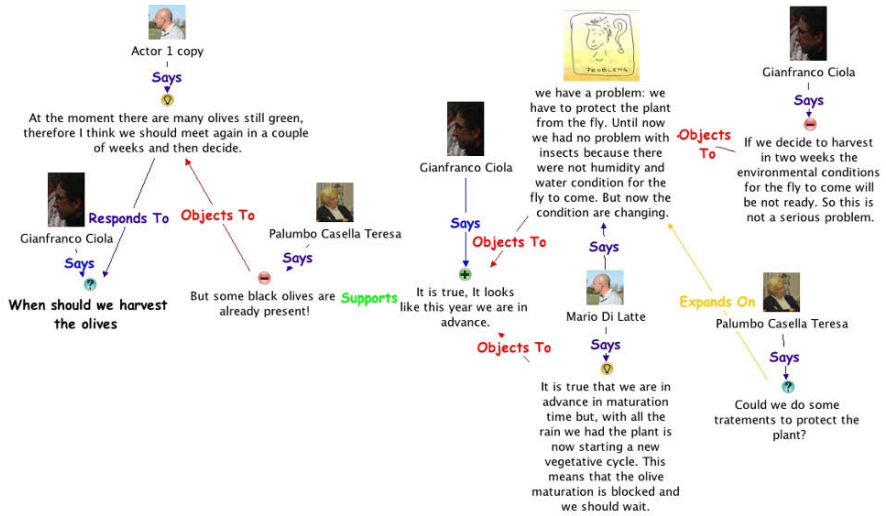 Actor 1 copy
Says
At the moment there are many olives still green,
therefore I think we should meet again in a couple
of weeks and then decide.
Responds To
Objects To
Gianfranco Ciola
Says
?
When should we harvest
the olives
Palumbo Casella Teresa
Says
But some black olives are
already present!
Supports
Gianfranco Ciola
Says
It is true, It looks
like this year we are in
advance.
Objects To
Objects To
?
PROBLEMA
we have a problem: we
have to protect the plant
from the fly. Until now
we had no problem with
insects because there
were not humidity and
water condition for the
fly to come. But now the
condition are changing.
Says
Mario Di Latte
Says
It is true that we are in
advance in maturation
time but, with all the
rain we had the plant is
now starting a new
vegetative cycle. This
means that the olive
maturation is blocked and
we should wait.
Objects
To
Gianfranco Ciola
Says
If we decide to harvest
in two weeks the
environmental conditions
for the fly to come will
be not ready. So this is
not a serious problem.
Expands On
Palumbo Casella Teresa
Says
?
Could we do some
tratements to protect the
plant?